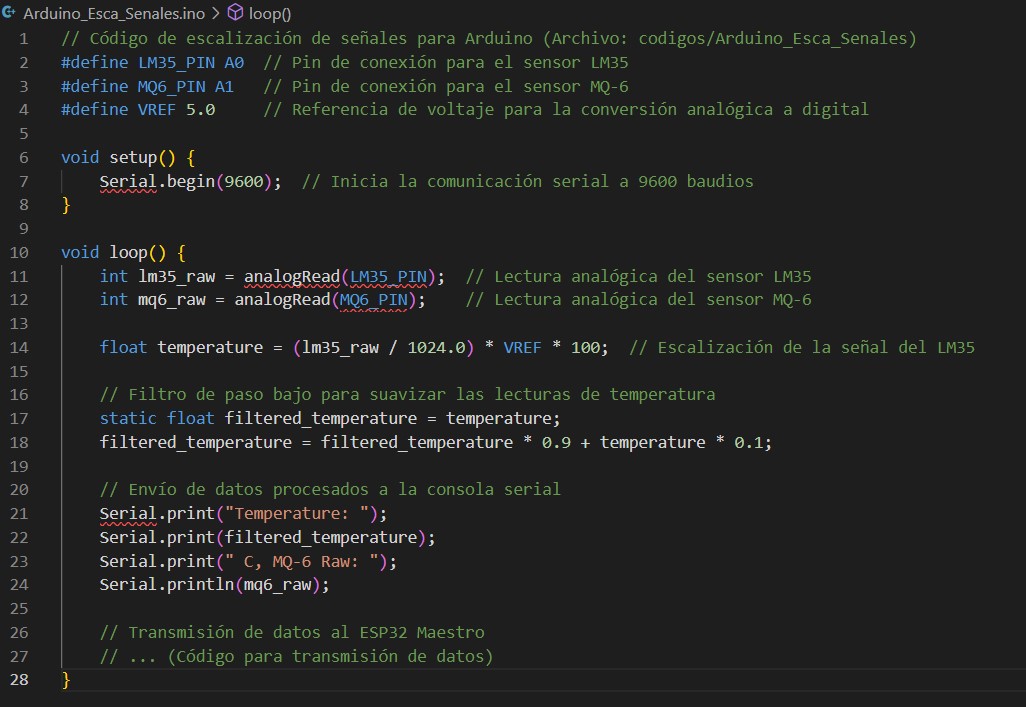 Arduino_Esca_Senales.ino > loop()
1 // Código de escalización de señales para Arduino (Archivo: codigos/Arduino_Esca_Senales)
2 #define LM35_PIN A0  // Pin de conexión para el sensor LM35
3 #define MQ6_PIN A1   // Pin de conexión para el sensor MQ-6
4 #define VREF 5.0     // Referencia de voltaje para la conversión analógica a digital
5
6 void setup() {
7     Serial.begin(9600);  // Inicia la comunicación serial a 9600 baudios
8 }
9
10 void loop() {
11     int lm35_raw = analogRead(LM35_PIN);  // Lectura analógica del sensor LM35
12     int mq6_raw = analogRead(MQ6_PIN);    // Lectura analógica del sensor MQ-6
13
14     float temperature = (lm35_raw / 1024.0) * VREF * 100;  // Escalización de la señal del LM35
15
16     // Filtro de paso bajo para suavizar las lecturas de temperatura
17     static float filtered_temperature = temperature;
18     filtered_temperature = filtered_temperature * 0.9 + temperature * 0.1;
19
20     // Envío de datos procesados a la consola serial
21     Serial.print("Temperature: ");
22     Serial.print(filtered_temperature);
23     Serial.print(" C, MQ-6 Raw: ");
24     Serial.println(mq6_raw);
25
26     // Transmisión de datos al ESP32 Maestro
27     // ... (Código para transmisión de datos)
28 }